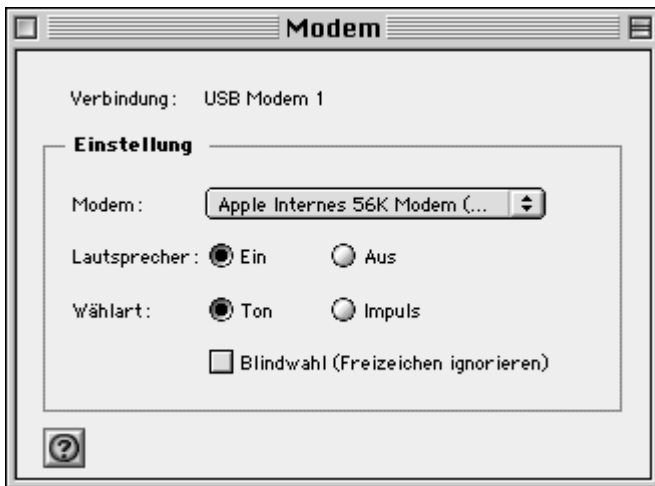 Modem
Verbindung: USB Modem 1
Einstellung
Modem: Apple Internes 56K Modem (...
Lautsprecher: Ein Aus
Wählart: Ton Impuls
Blindwahl (Freizeichen ignorieren)
?